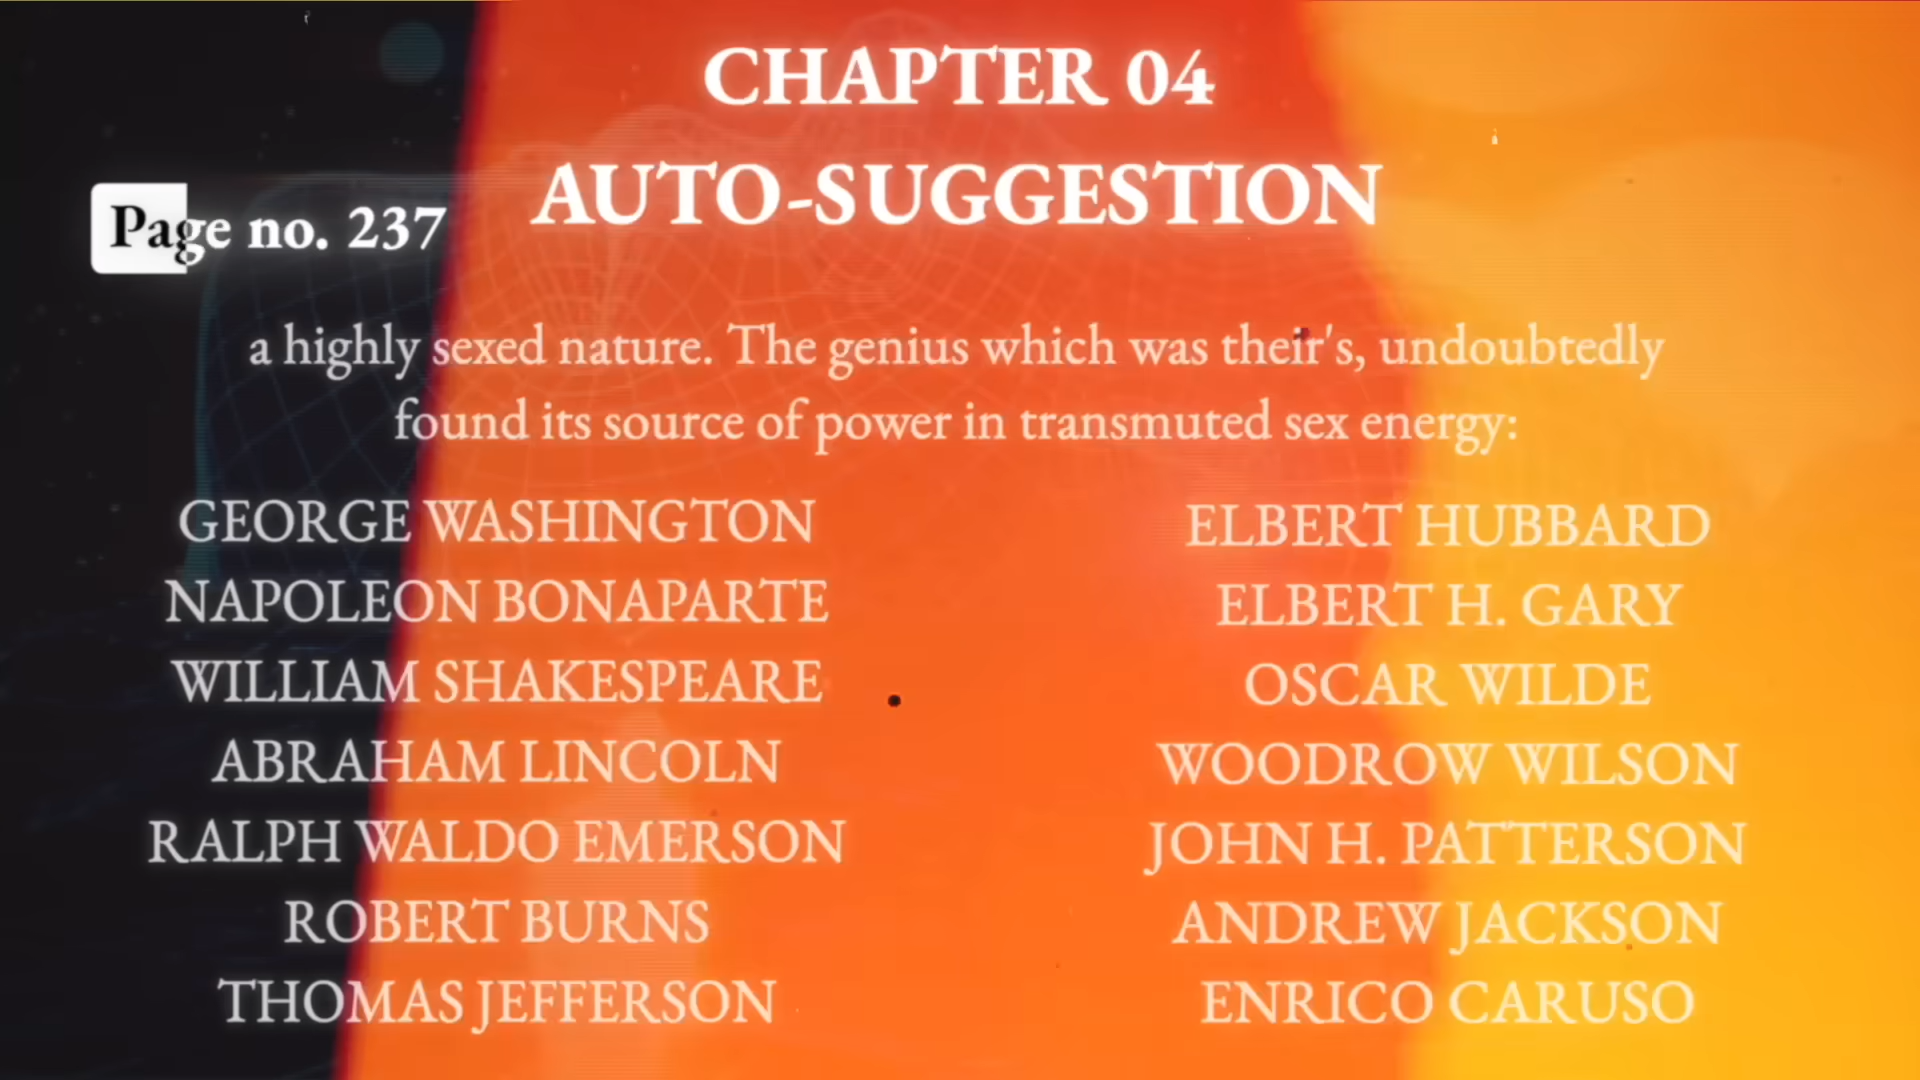 CHAPTER 04
AUTO-SUGGESTION
Page no. 237
a highly sexed nature. The genius which was their's, undoubtedly
found its source of power in transmuted sex energy:
GEORGE WASHINGTON
NAPOLEON BONAPARTE
WILLIAM SHAKESPEARE
ABRAHAM LINCOLN
RALPH WALDO EMERSON
ROBERT BURNS
THOMAS JEFFERSON
ELBERT HUBBARD
ELBERT H. GARY
OSCAR WILDE
WOODROW WILSON
JOHN H. PATTERSON
ANDREW JACKSON
ENRICO CARUSO